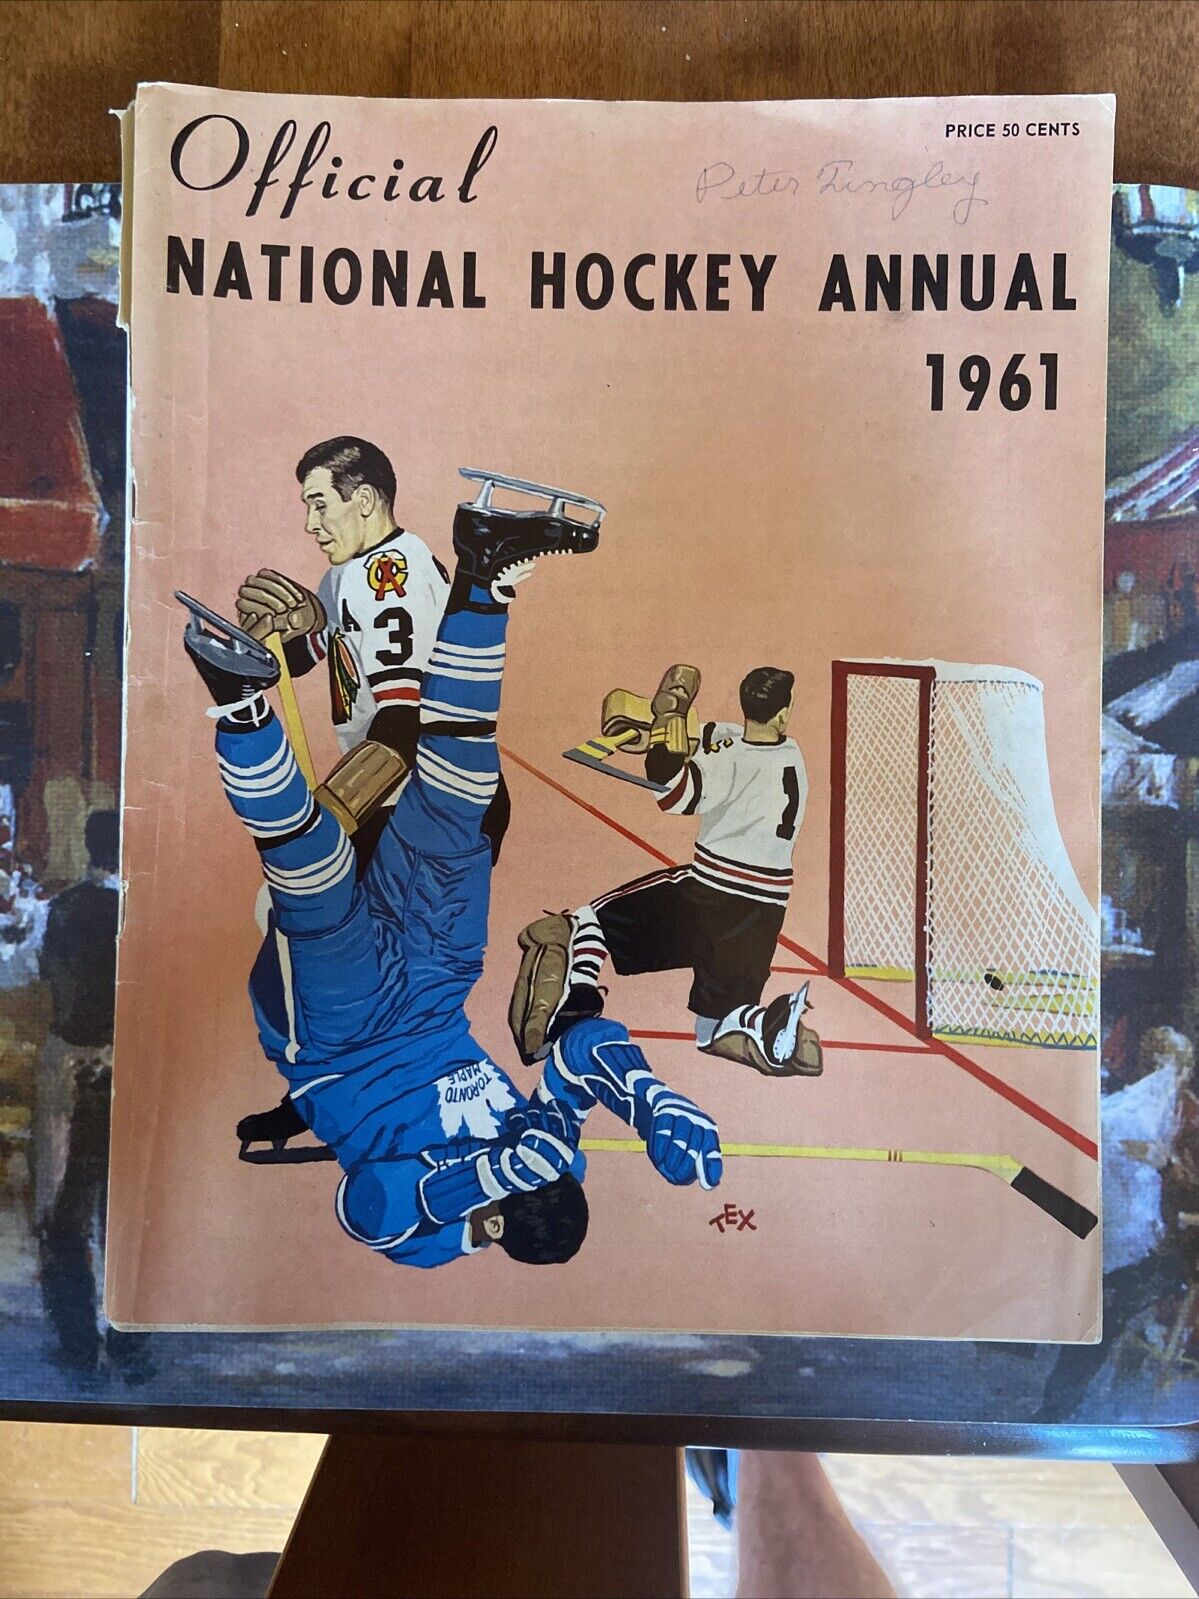 Official
PRICE 50 CENTS
Peter Tingley
NATIONAL HOCKEY ANNUAL
1961
A
3
1
TORONTO
MAPLE
TEX